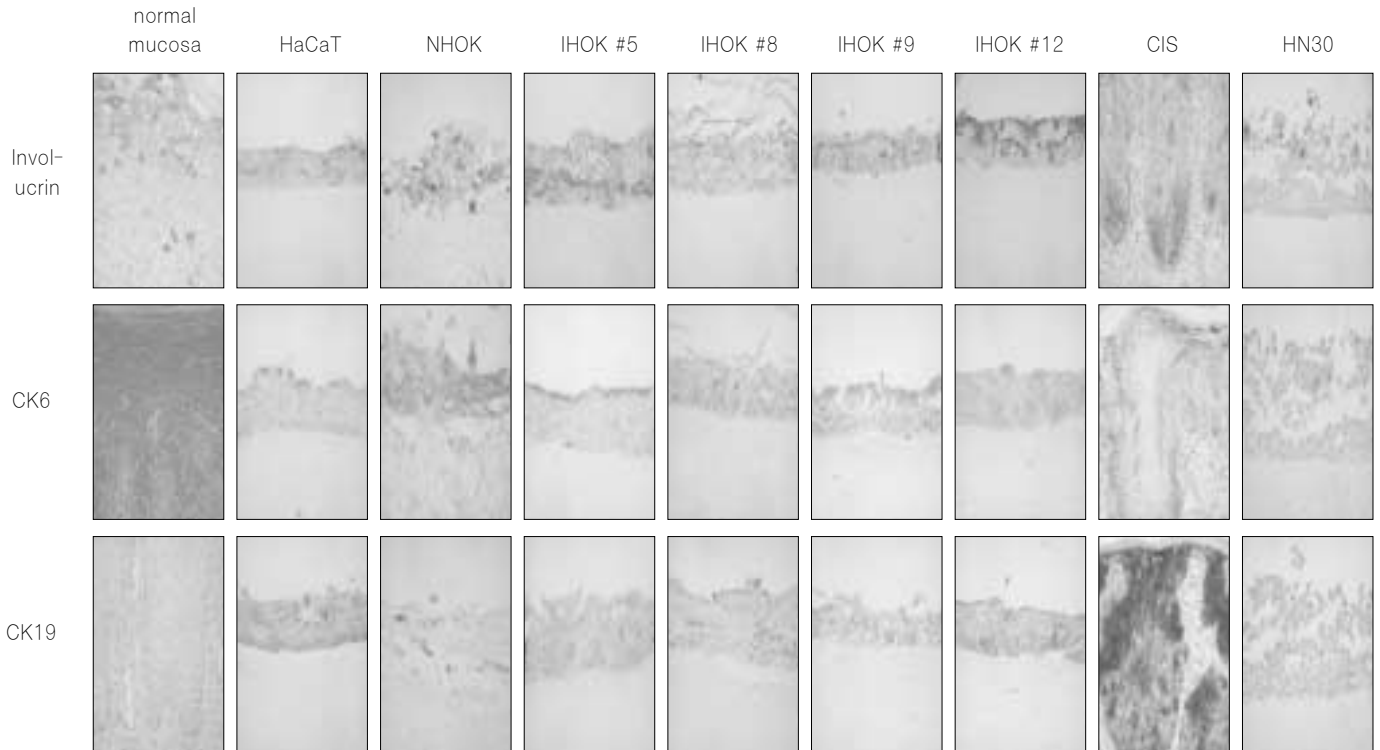 normal
mucosa
HaCaT
NHOK
IHOK #5
IHOK #8
IHOK #9
IHOK #12
CIS
HN30
Invol-
ucrin
CK6
CK19